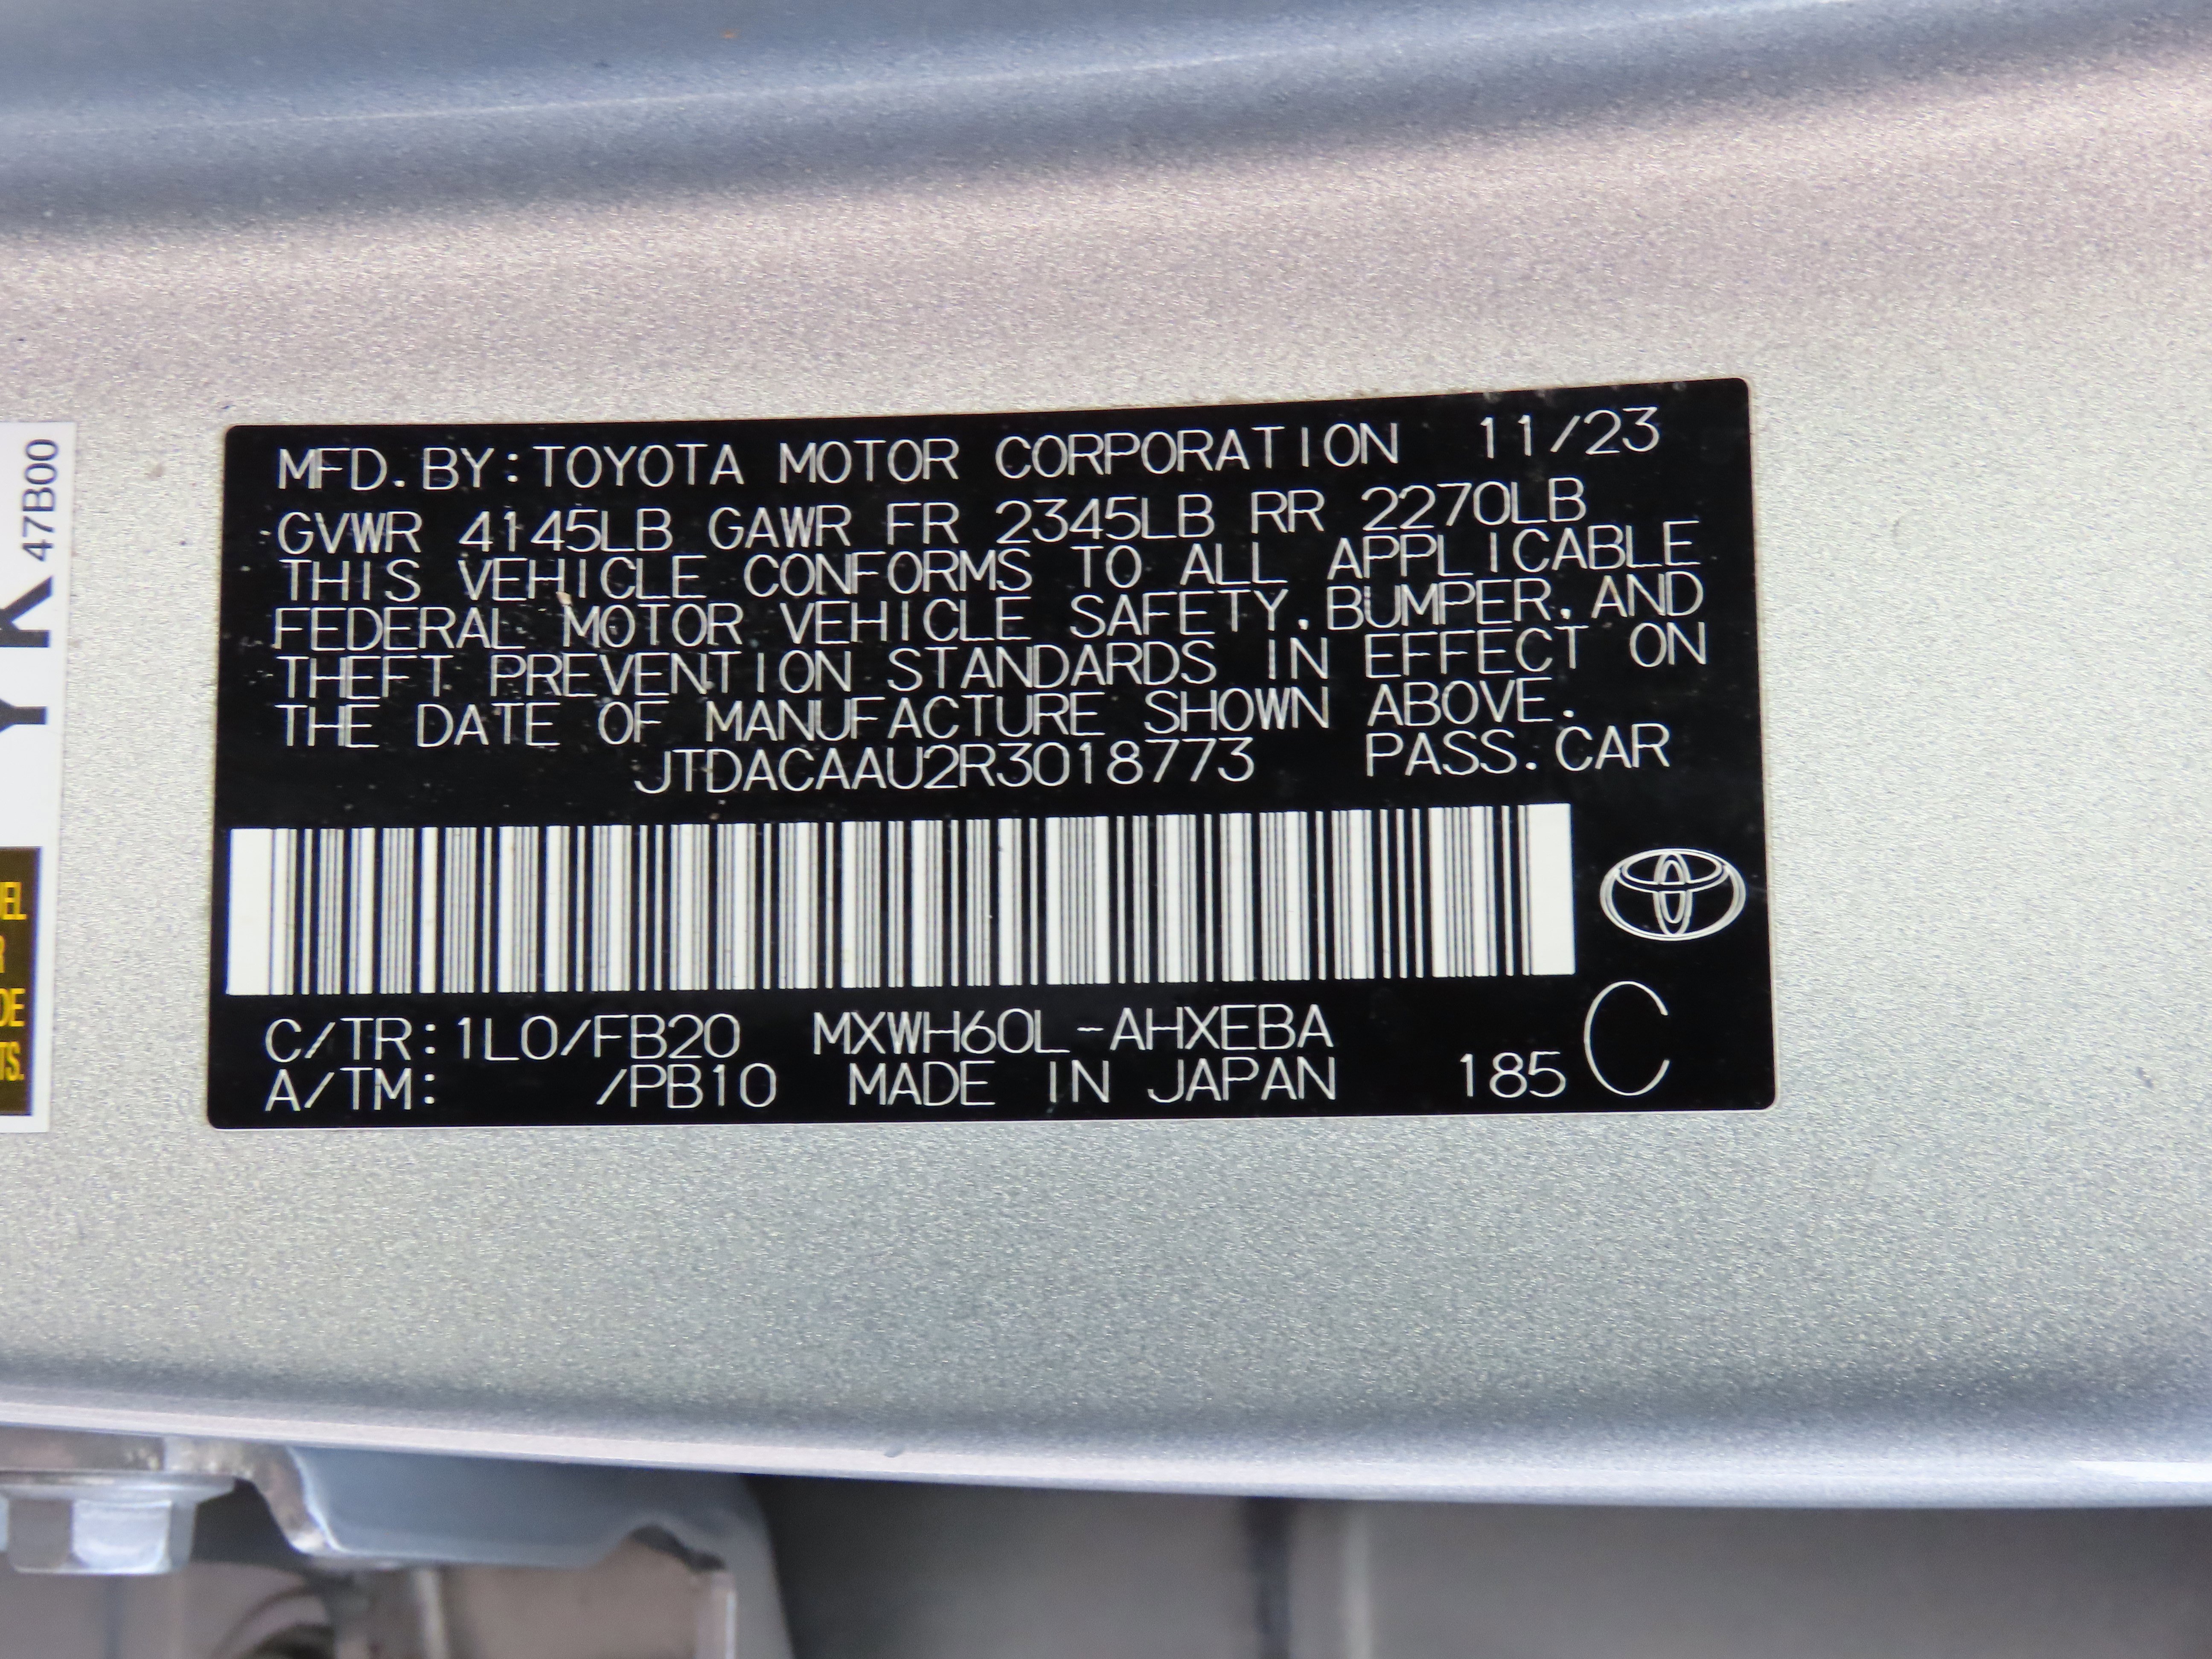 MFD.BY:TOYOTA MOTOR CORPORATION 11/23
GVWR 4145LB GAWR FR 2345LB RR 2270LB
THIS VEHICLE CONFORMS TO ALL APPLICABLE
FEDERAL MOTOR VEHICLE SAFETY, BUMPER, AND
THEFT PREVENTION STANDARDS IN EFFECT ON
THE DATE OF MANUFACTURE SHOWN ABOVE.
JTDACAAU2R3018773 PASS.CAR
C/TR:1L0/FB20 MXWH60L-AHXEBA
A/TM: /PB10 MADE IN JAPAN 185 C
YK 47B00